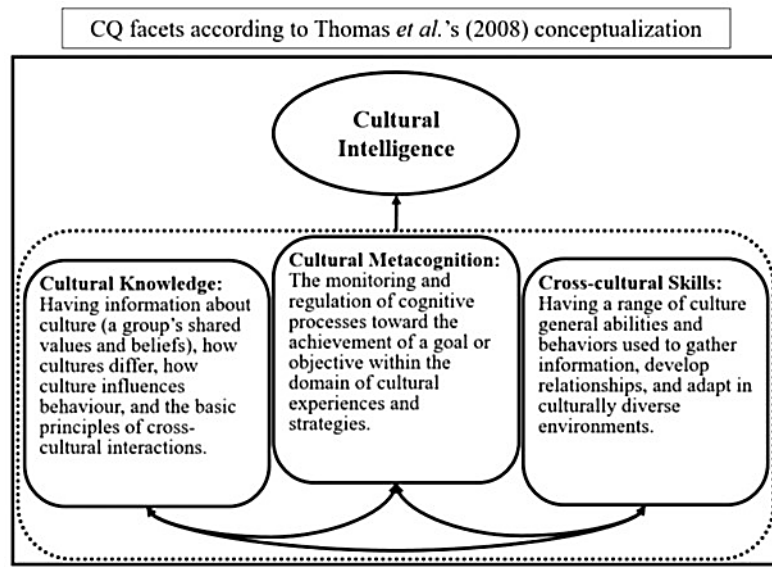 CQ facets according to Thomas et al.'s (2008) conceptualization
Cultural
Intelligence
Cultural Knowledge:
Having information about
culture (a group's shared
values and beliefs), how
cultures differ, how
culture influences
behaviour, and the basic
principles of cross-
cultural interactions.
Cultural Metacognition:
The monitoring and
regulation of cognitive
processes toward the
achievement of a goal or
objective within the
domain of cultural
experiences and
strategies.
Cross-cultural Skills:
Having a range of culture
general abilities and
behaviors used to gather
information, develop
relationships, and adapt in
culturally diverse
environments.